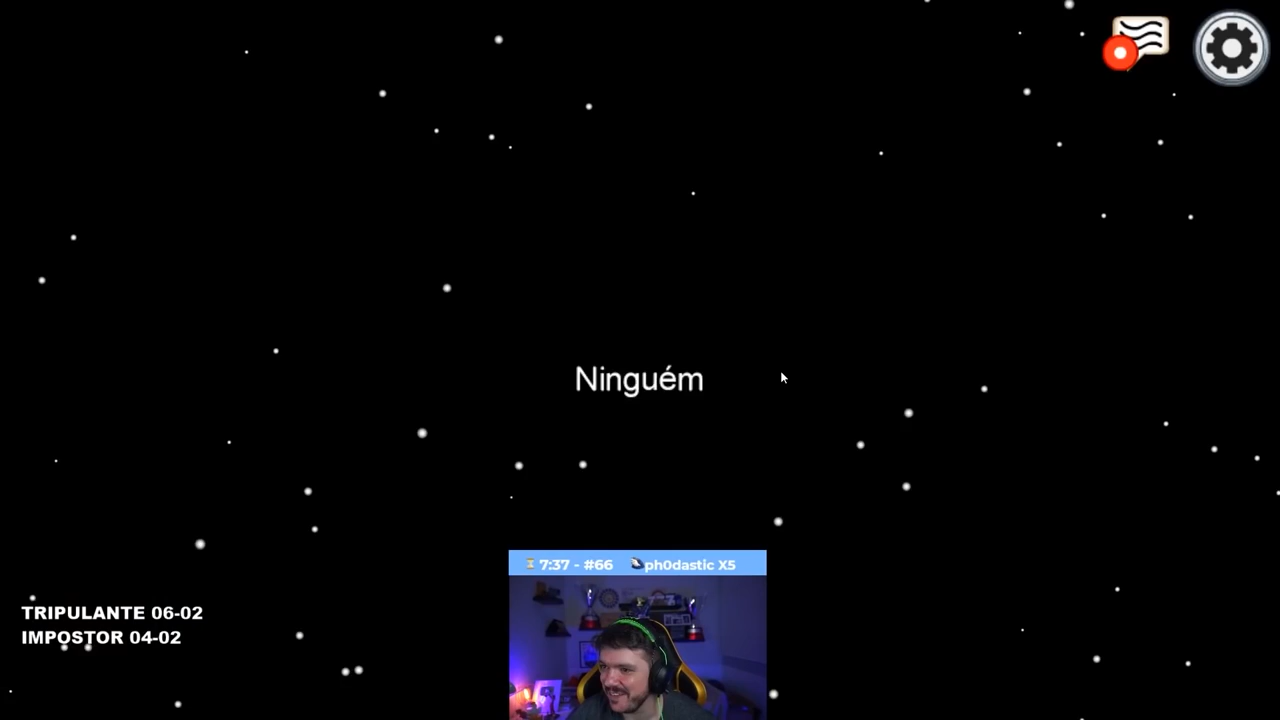 Ninguém
7:37 - #66 ph0dastic X5
TRIPULANTE 06-02
IMPOSTOR 04-02